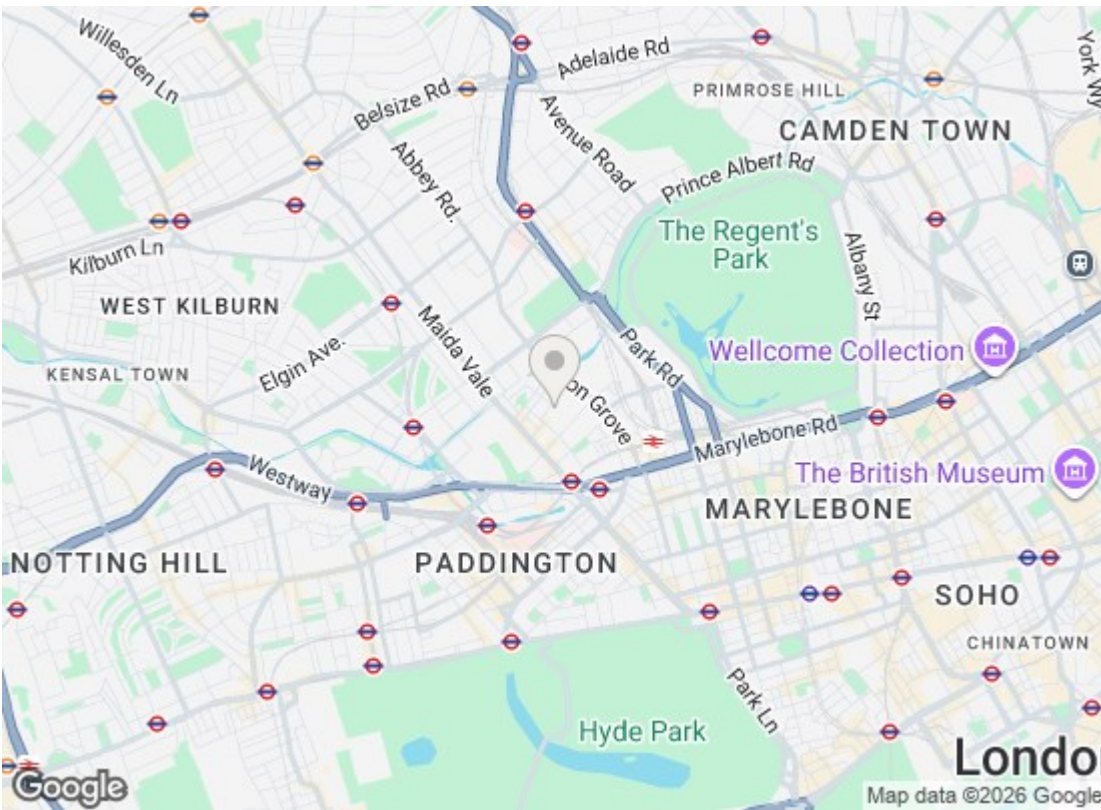 Willesden Ln
Adelaide Rd
York Wy
Belsize Rd
PRIMROSE HILL
Avenue Road
CAMDEN TOWN
Abbey Rd.
Prince Albert Rd
The Regent's
Park
Albany St
Kilburn Ln
WEST KILBURN
Maida Vale
Park Rd
Wellcome Collection
Elgin Ave.
KENSAL TOWN
on Grove
Marylebone Rd
Westway
The British Museum
MARYLEBONE
NOTTING HILL
PADDINGTON
SOHO
CHINATOWN
Park Ln
Hyde Park
Londo
Google
Map data ©2026 Google